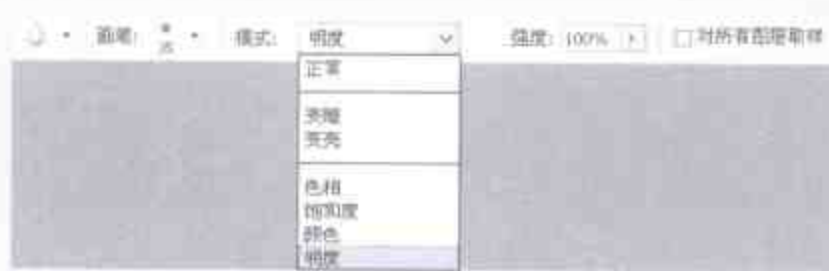 画笔: 模式: 明度 强度: 100% 对所有图层取样
正常
变暗
变亮
色相
饱和度
颜色
明度